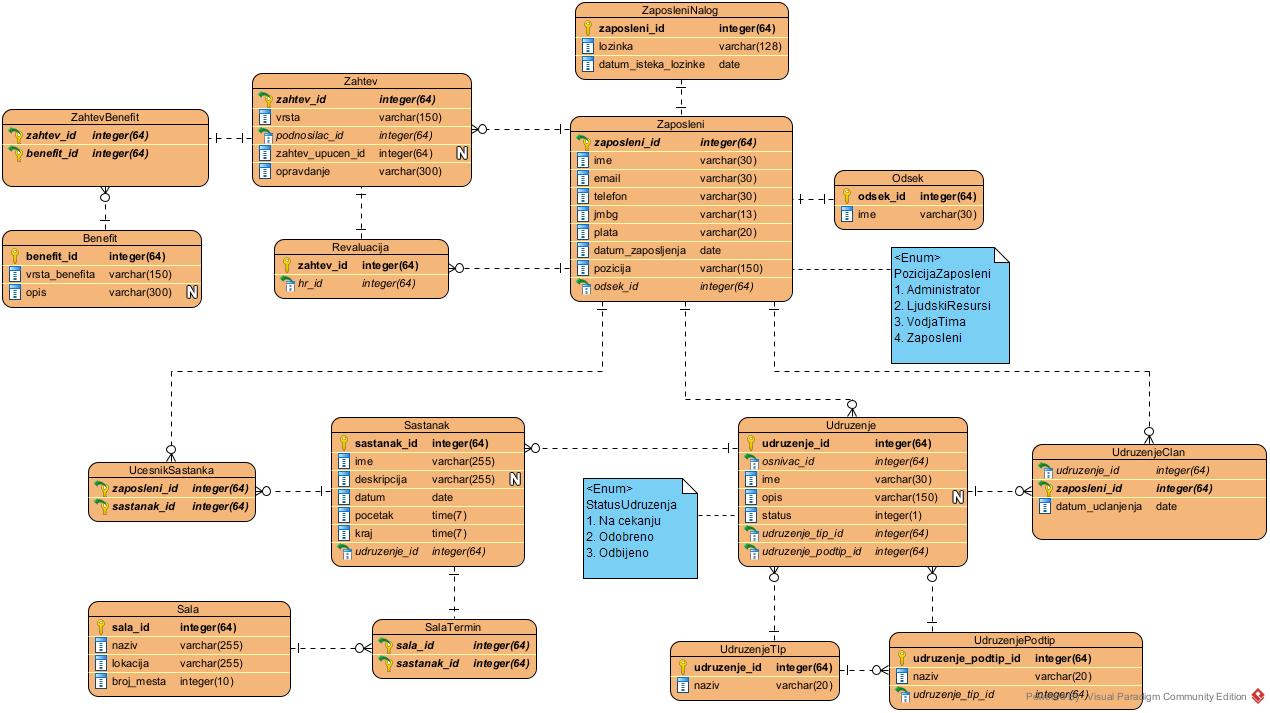 ZaposleniNalog
zaposleni_id integer(64)
lozinka varchar(128)
datum_isteka_lozinke date
Zahtev
zahtev_id integer(64)
vrsta varchar(150)
podnosilac_id integer(64)
zahtev_upucen_id integer(64) N
opravdanje varchar(300)
ZahtevBenefit
zahtev_id integer(64)
benefit_id integer(64)
Zaposleni
zaposleni_id integer(64)
ime varchar(30)
email varchar(30)
telefon varchar(30)
jmbg varchar(13)
plata varchar(20)
datum_zaposljenja date
pozicija varchar(150)
odsek_id integer(64)
Odsek
odsek_id integer(64)
ime varchar(30)
Benefit
benefit_id integer(64)
vrsta_benefita varchar(150)
opis varchar(300) N
Revaluacija
zahtev_id integer(64)
hr_id integer(64)
<Enum>
PozicijaZaposleni
1. Administrator
2. LjudskiResursi
3. VodjaTima
4. Zaposleni
Sastanak
sastanak_id integer(64)
ime varchar(255)
deskripcija varchar(255) N
datum date
pocetak time(7)
kraj time(7)
udruzenje_id integer(64)
Udruzenje
udruzenje_id integer(64)
osnivac_id integer(64)
ime varchar(30)
opis varchar(150) N
status integer(1)
udruzenje_tip_id integer(64)
udruzenje_podtip_id integer(64)
UdruzenjeClan
udruzenje_id integer(64)
zaposleni_id integer(64)
datum_uclanjenja date
UcesnikSastanka
zaposleni_id integer(64)
sastanak_id integer(64)
<Enum>
StatusUdruzenja
1. Na cekanju
2. Odobreno
3. Odbijeno
Sala
sala_id integer(64)
naziv varchar(255)
lokacija varchar(255)
broj_mesta integer(10)
SalaTermin
sala_id integer(64)
sastanak_id integer(64)
UdruzenjeTIp
udruzenje_id integer(64)
naziv varchar(20)
UdruzenjePodtip
udruzenje_podtip_id integer(64)
naziv varchar(20)
udruzenje_tip_id integer(64)
Powered By Visual Paradigm Community Edition